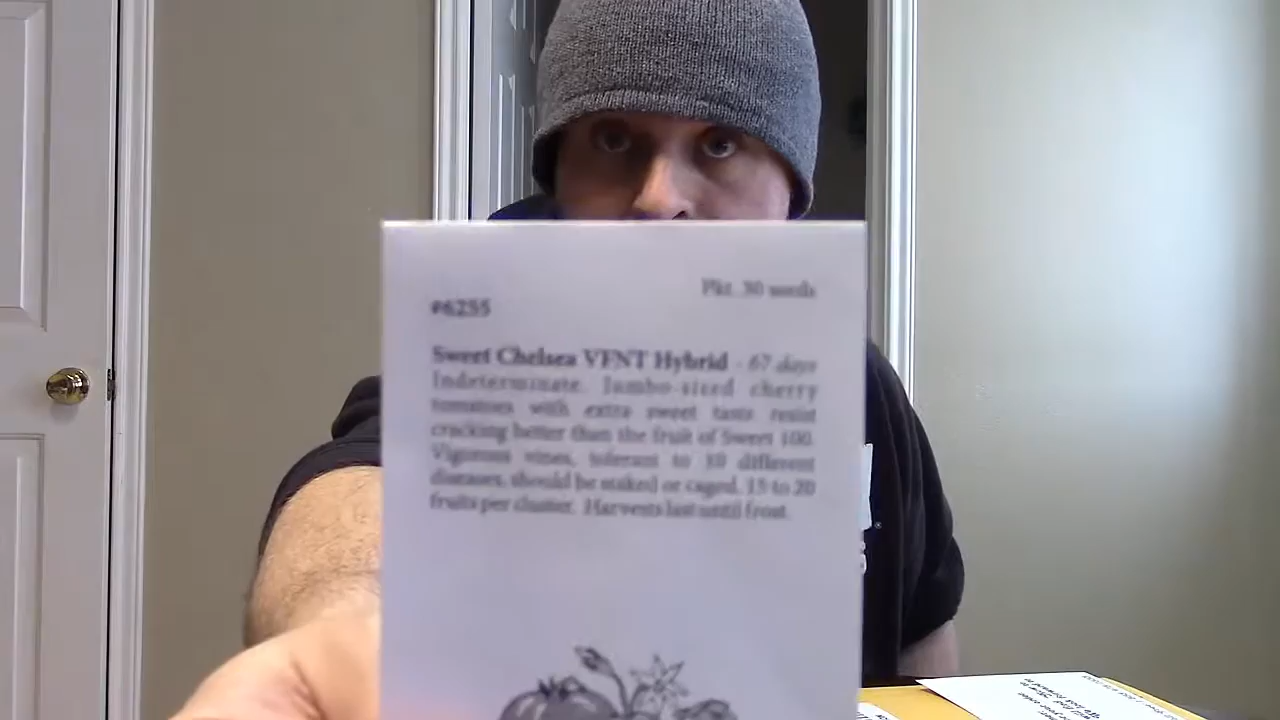 Pkt. 30 seeds
#6255
Sweet Chelsea VFNT Hybrid - 67 days
Indeterminate. Jumbo-sized cherry
tomatoes with extra sweet taste resist
cracking better than the fruit of Sweet 100.
Vigorous vines, tolerant to 10 different
diseases, should be staked or caged. 15 to 20
fruits per cluster. Harvests last until frost.